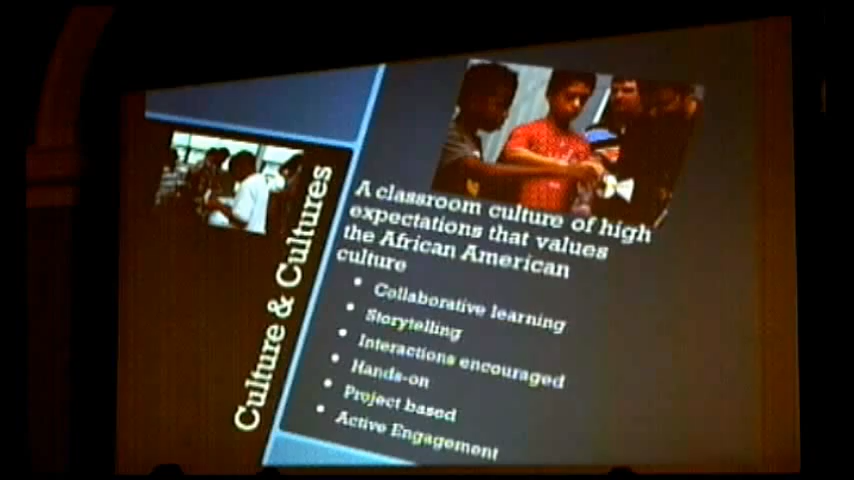 Culture & Cultures
A classroom culture of high
expectations that values
the African American
culture
• Collaborative learning
• Storytelling
• Interactions encouraged
• Hands-on
• Project based
• Active Engagement